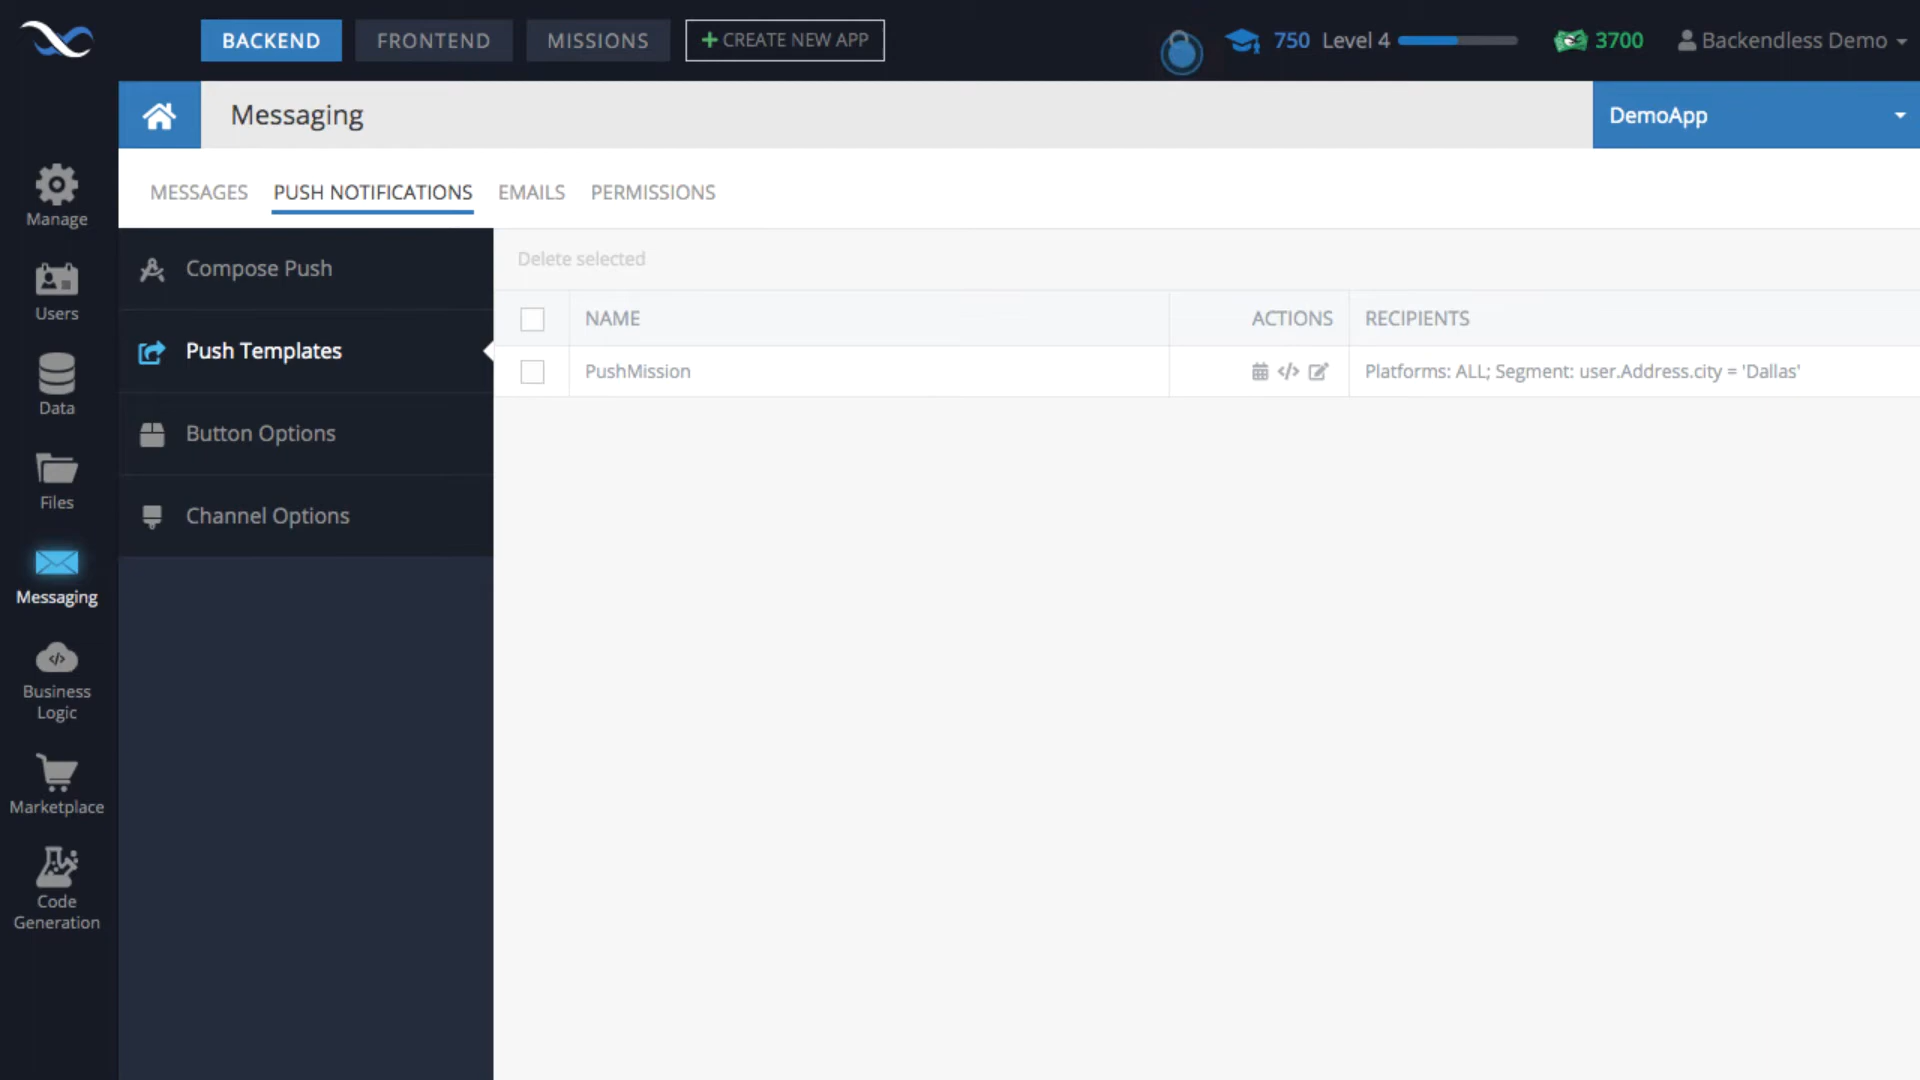 BACKEND FRONTEND MISSIONS + CREATE NEW APP 750 Level 4 3700 Backendless Demo
Messaging DemoApp
MESSAGES PUSH NOTIFICATIONS EMAILS PERMISSIONS
Manage
Users
Data
Files
Messaging
Business
Logic
Marketplace
Code
Generation
Compose Push
Push Templates
Button Options
Channel Options
Delete selected
NAME ACTIONS RECIPIENTS
PushMission Platforms: ALL; Segment: user.Address.city = 'Dallas'